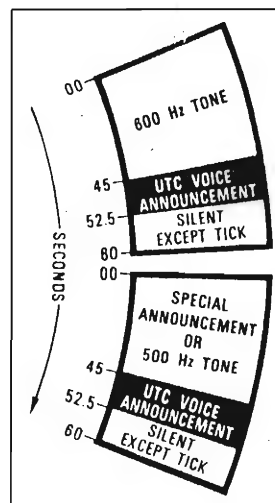 00
600 Hz TONE
45
UTC VOICE
ANNOUNCEMENT
52.5
SILENT
EXCEPT TICK
60
00
SECONDS
SPECIAL
ANNOUNCEMENT
OR
500 Hz TONE
45
UTC VOICE
ANNOUNCEMENT
52.5
SILENT
EXCEPT TICK
60